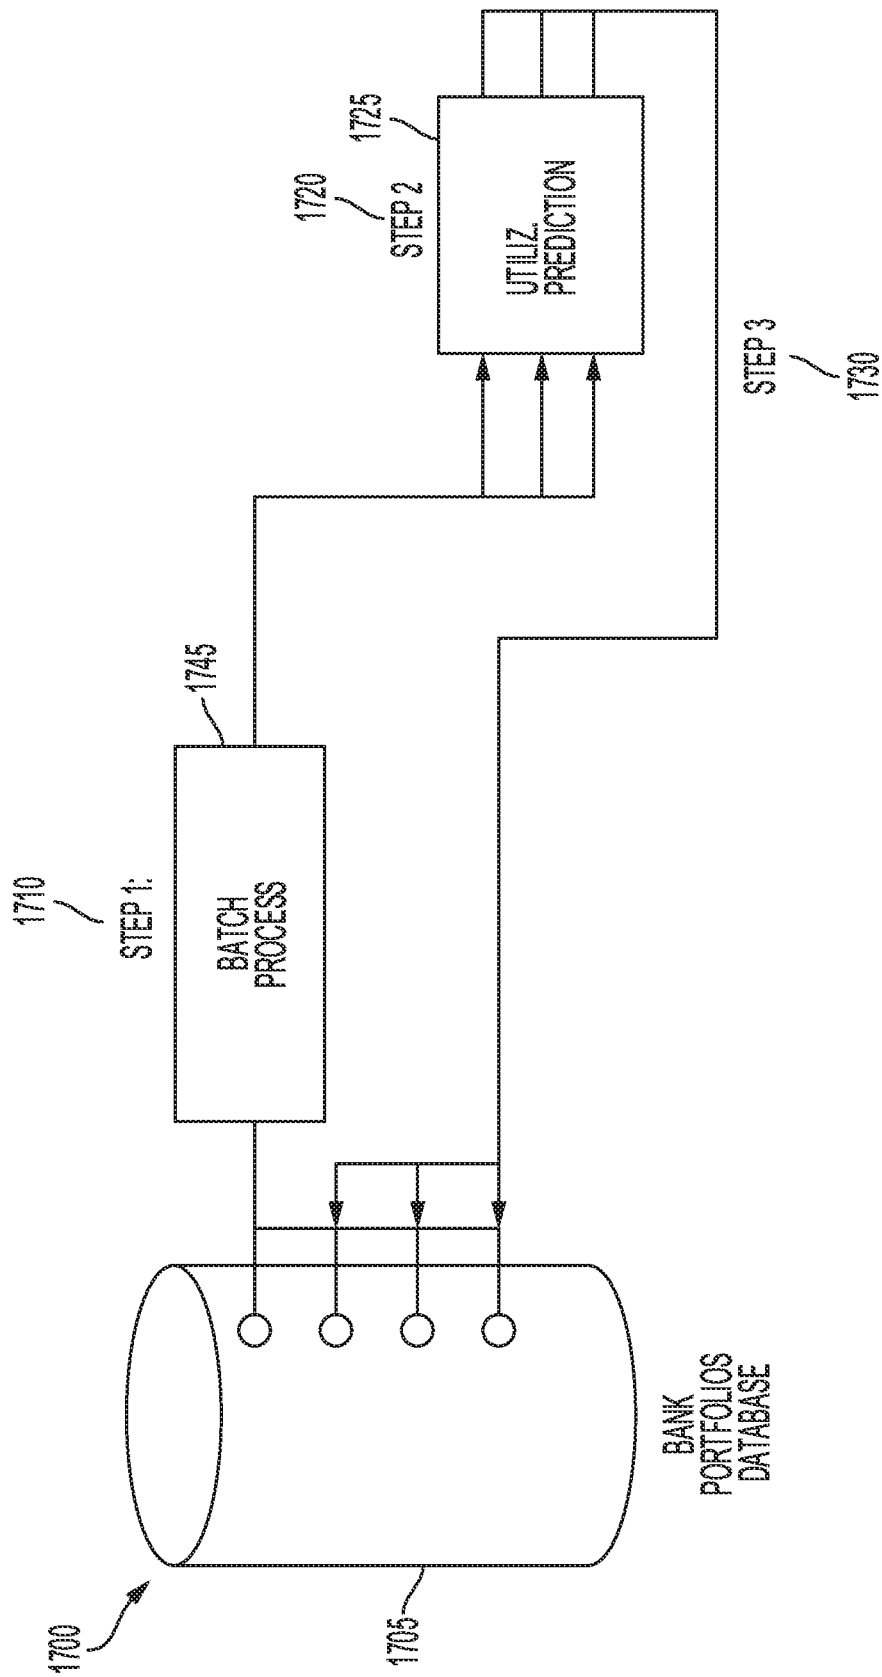 1700
1705
BANK
PORTFOLIOS
DATABASE
1710
STEP 1:
BATCH
PROCESS
1745
1720
STEP 2
1725
UTILIZ.
PREDICTION
STEP 3
1730